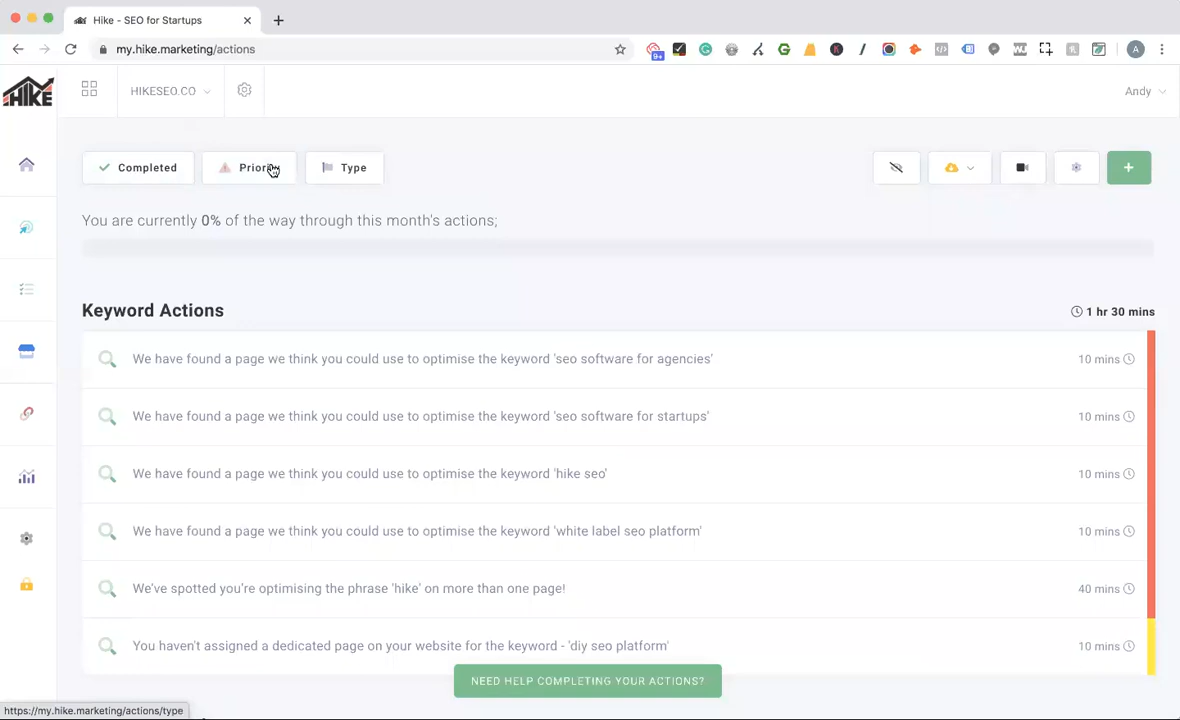 Hike - SEO for Startups
my.hike.marketing/actions
9+
A
HIKE
HIKESEO.CO
Andy
Completed
Priority
Type
You are currently 0% of the way through this month's actions;
Keyword Actions
1 hr 30 mins
We have found a page we think you could use to optimise the keyword 'seo software for agencies'
10 mins
We have found a page we think you could use to optimise the keyword 'seo software for startups'
10 mins
We have found a page we think you could use to optimise the keyword 'hike seo'
10 mins
We have found a page we think you could use to optimise the keyword 'white label seo platform'
10 mins
We've spotted you're optimising the phrase 'hike' on more than one page!
40 mins
You haven't assigned a dedicated page on your website for the keyword - 'diy seo platform'
10 mins
NEED HELP COMPLETING YOUR ACTIONS?
https://my.hike.marketing/actions/type